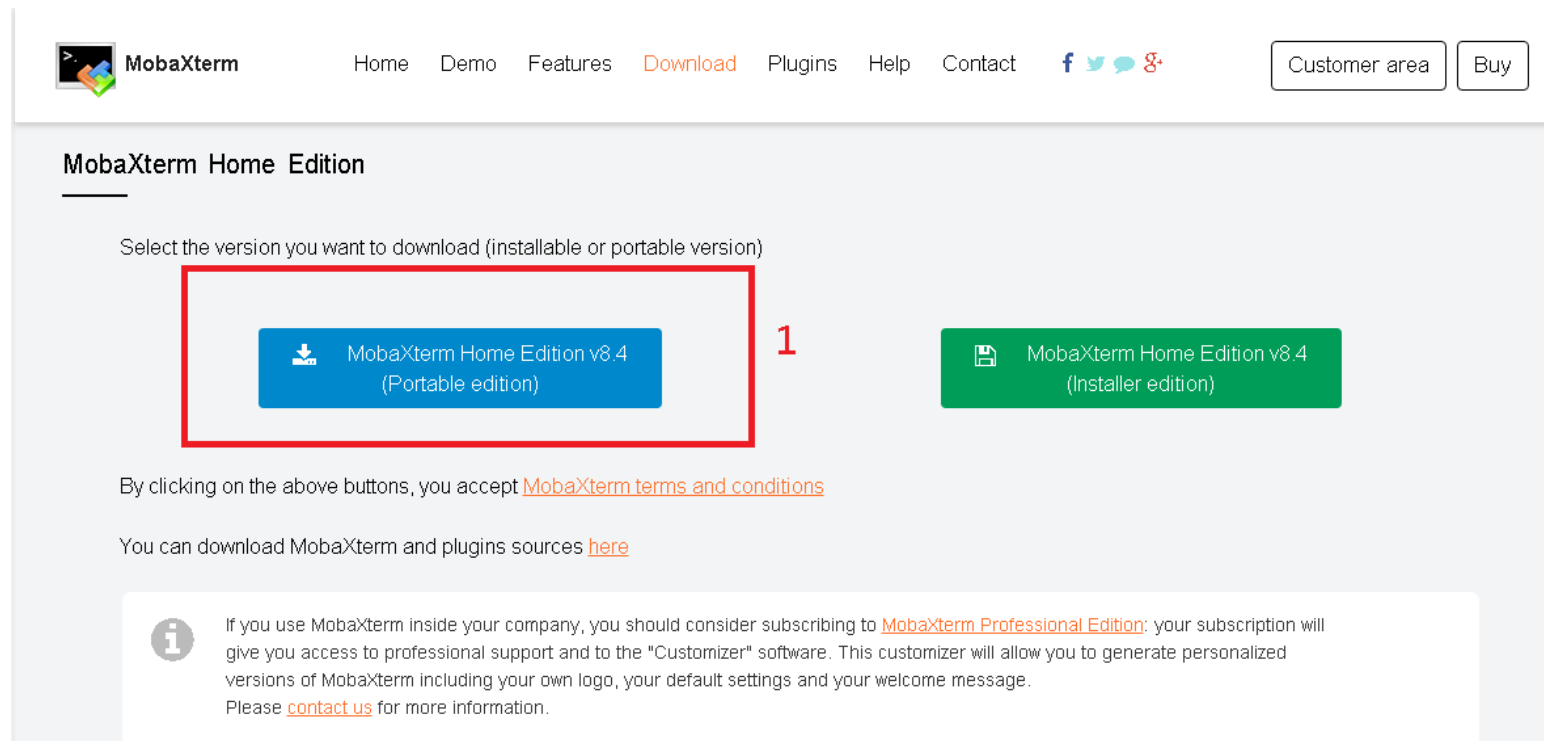 MobaXterm Home Demo Features Download Plugins Help Contact Customer area Buy
MobaXterm Home Edition
Select the version you want to download (installable or portable version)
MobaXterm Home Edition v8.4
(Portable edition)
1
MobaXterm Home Edition v8.4
(Installer edition)
By clicking on the above buttons, you accept MobaXterm terms and conditions
You can download MobaXterm and plugins sources here
If you use MobaXterm inside your company, you should consider subscribing to MobaXterm Professional Edition: your subscription will
give you access to professional support and to the "Customizer" software. This customizer will allow you to generate personalized
versions of MobaXterm including your own logo, your default settings and your welcome message.
Please contact us for more information.